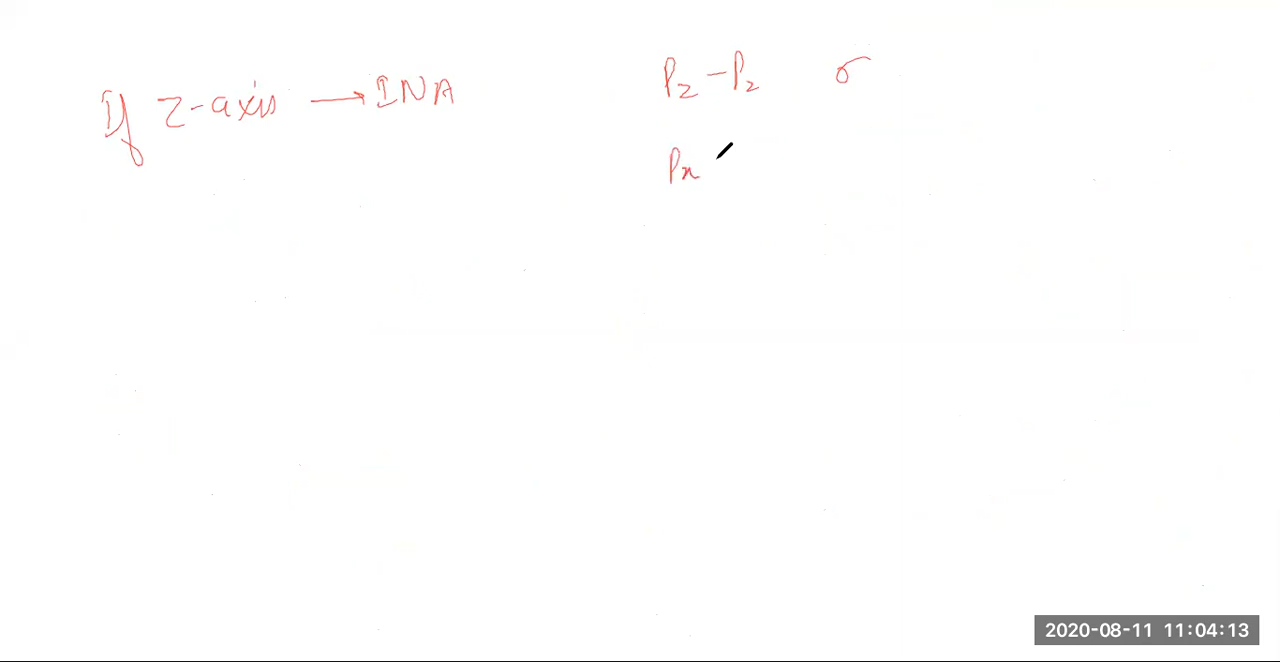 If z-axis → INA
Pz - Pz σ
Px
2020-08-11 11:04:13